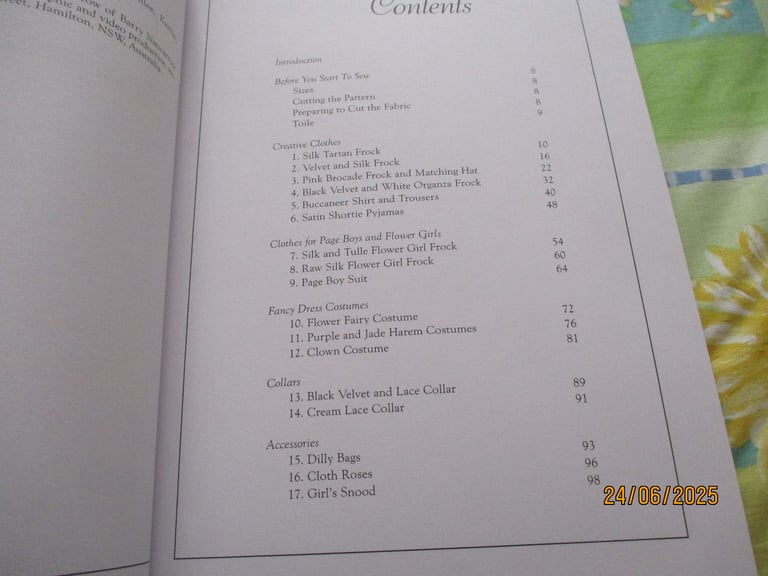 of Barry
and video production
Hamilton, NSW, Australia
Contents
Introduction
Before You Start To Sew 8
Sizes 8
Cutting the Pattern 8
Preparing to Cut the Fabric 8
Toile 9
Creative Clothes
1. Silk Tartan Frock 10
2. Velvet and Silk Frock 16
3. Pink Brocade Frock and Matching Hat 22
4. Black Velvet and White Organza Frock 32
5. Buccaneer Shirt and Trousers 40
6. Satin Shortie Pyjamas 48
Clothes for Page Boys and Flower Girls
7. Silk and Tulle Flower Girl Frock 54
8. Raw Silk Flower Girl Frock 60
9. Page Boy Suit 64
Fancy Dress Costumes
10. Flower Fairy Costume 72
11. Purple and Jade Harem Costumes 76
12. Clown Costume 81
Collars
13. Black Velvet and Lace Collar 89
14. Cream Lace Collar 91
Accessories
15. Dilly Bags 93
16. Cloth Roses 96
17. Girl's Snood 98
24/06/2025